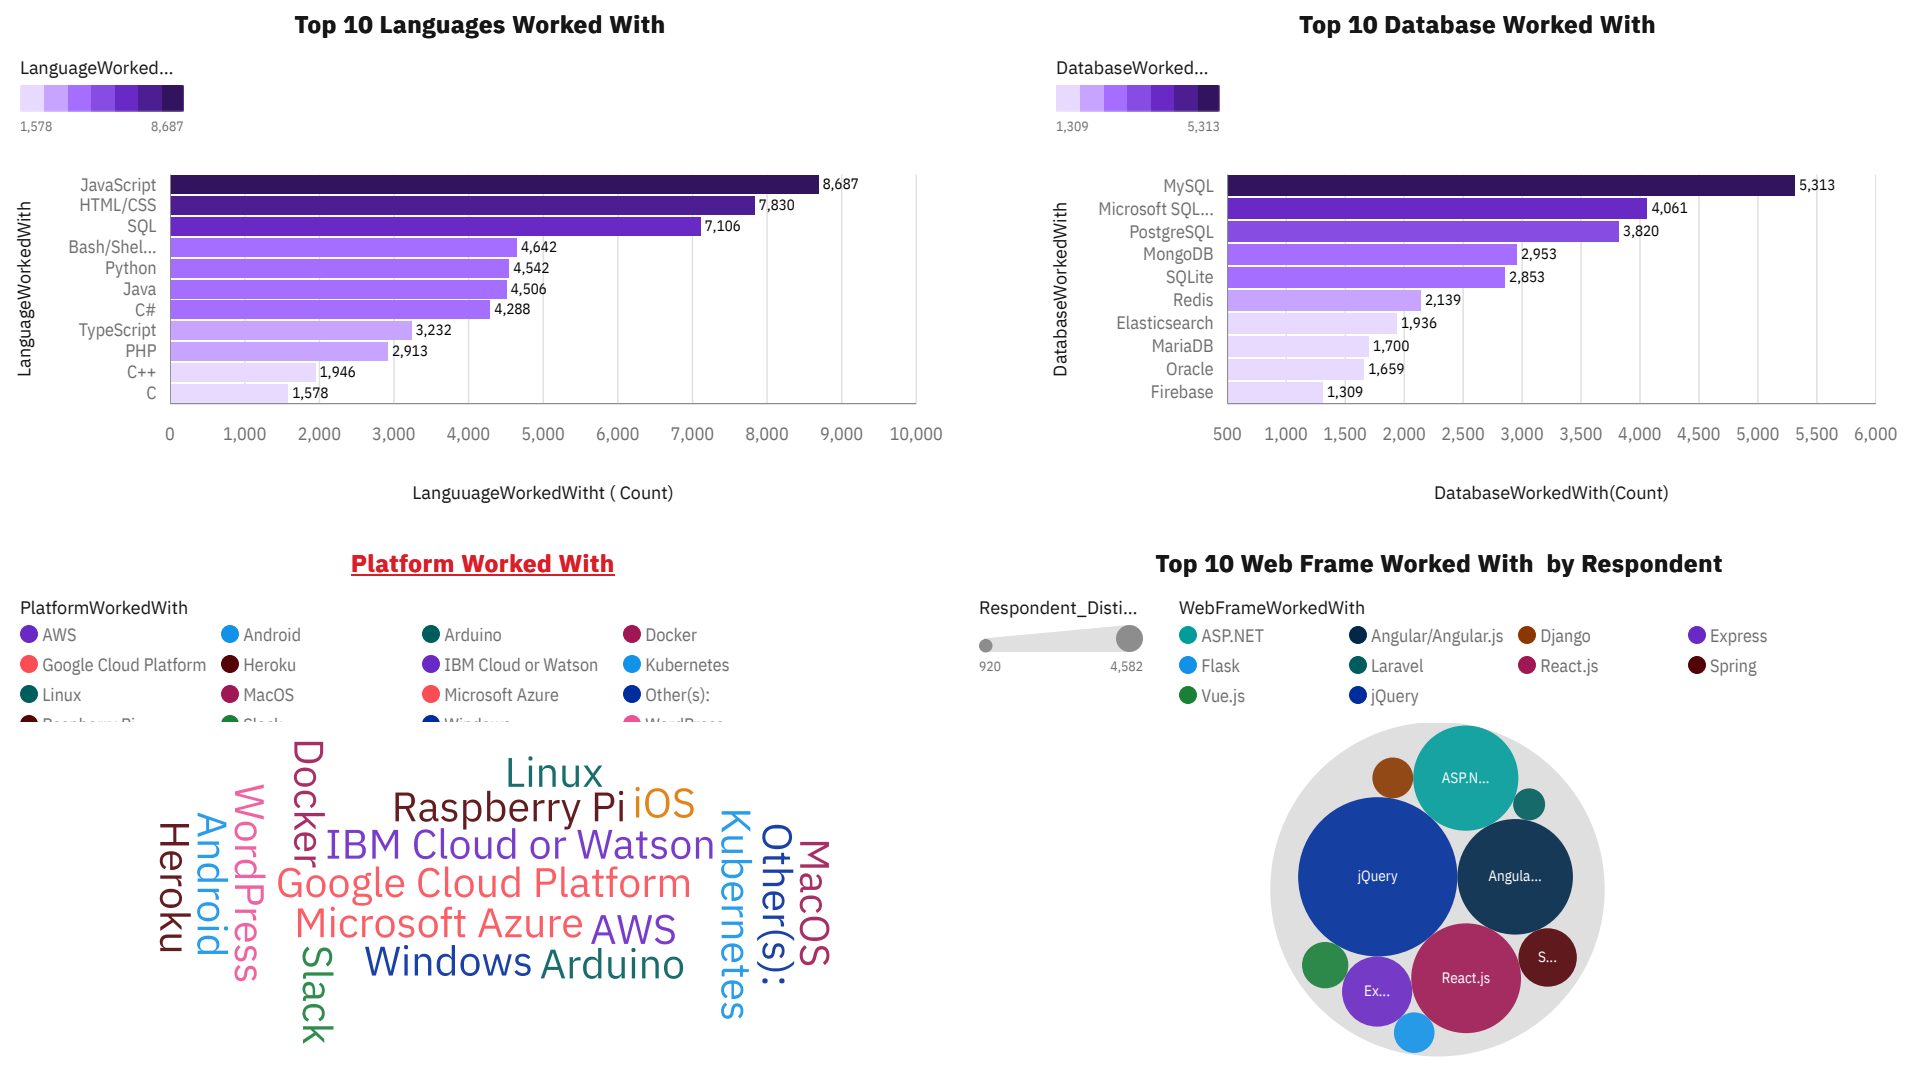 Top 10 Languages Worked With
LanguageWorked...
1,578 8,687
LanguageWorkedWith
JavaScript 8,687
HTML/CSS 7,830
SQL 7,106
Bash/Shel... 4,642
Python 4,542
Java 4,506
C# 4,288
TypeScript 3,232
PHP 2,913
C++ 1,946
C 1,578
0 1,000 2,000 3,000 4,000 5,000 6,000 7,000 8,000 9,000 10,000
LanguuageWorkedWitht ( Count)
Top 10 Database Worked With
DatabaseWorked...
1,309 5,313
DatabaseWorkedWith
MySQL 5,313
Microsoft SQL... 4,061
PostgreSQL 3,820
MongoDB 2,953
SQLite 2,853
Redis 2,139
Elasticsearch 1,936
MariaDB 1,700
Oracle 1,659
Firebase 1,309
500 1,000 1,500 2,000 2,500 3,000 3,500 4,000 4,500 5,000 5,500 6,000
DatabaseWorkedWith(Count)
Platform Worked With
PlatformWorkedWith
AWS Android Arduino Docker
Google Cloud Platform Heroku IBM Cloud or Watson Kubernetes
Linux MacOS Microsoft Azure Other(s):
Raspberry Pi Slack Windows WordPress
Heroku
Android
WordPress
Docker
Linux
Raspberry Pi iOS
IBM Cloud or Watson
Google Cloud Platform
Microsoft Azure AWS
Windows Arduino
Slack
Kubernetes
Other(s):
MacOS
Top 10 Web Frame Worked With  by Respondent
Respondent_Disti...
920 4,582
WebFrameWorkedWith
ASP.NET Angular/Angular.js Django Express
Flask Laravel React.js Spring
Vue.js jQuery
ASP.N...
jQuery
Angula...
S...
React.js
Ex...